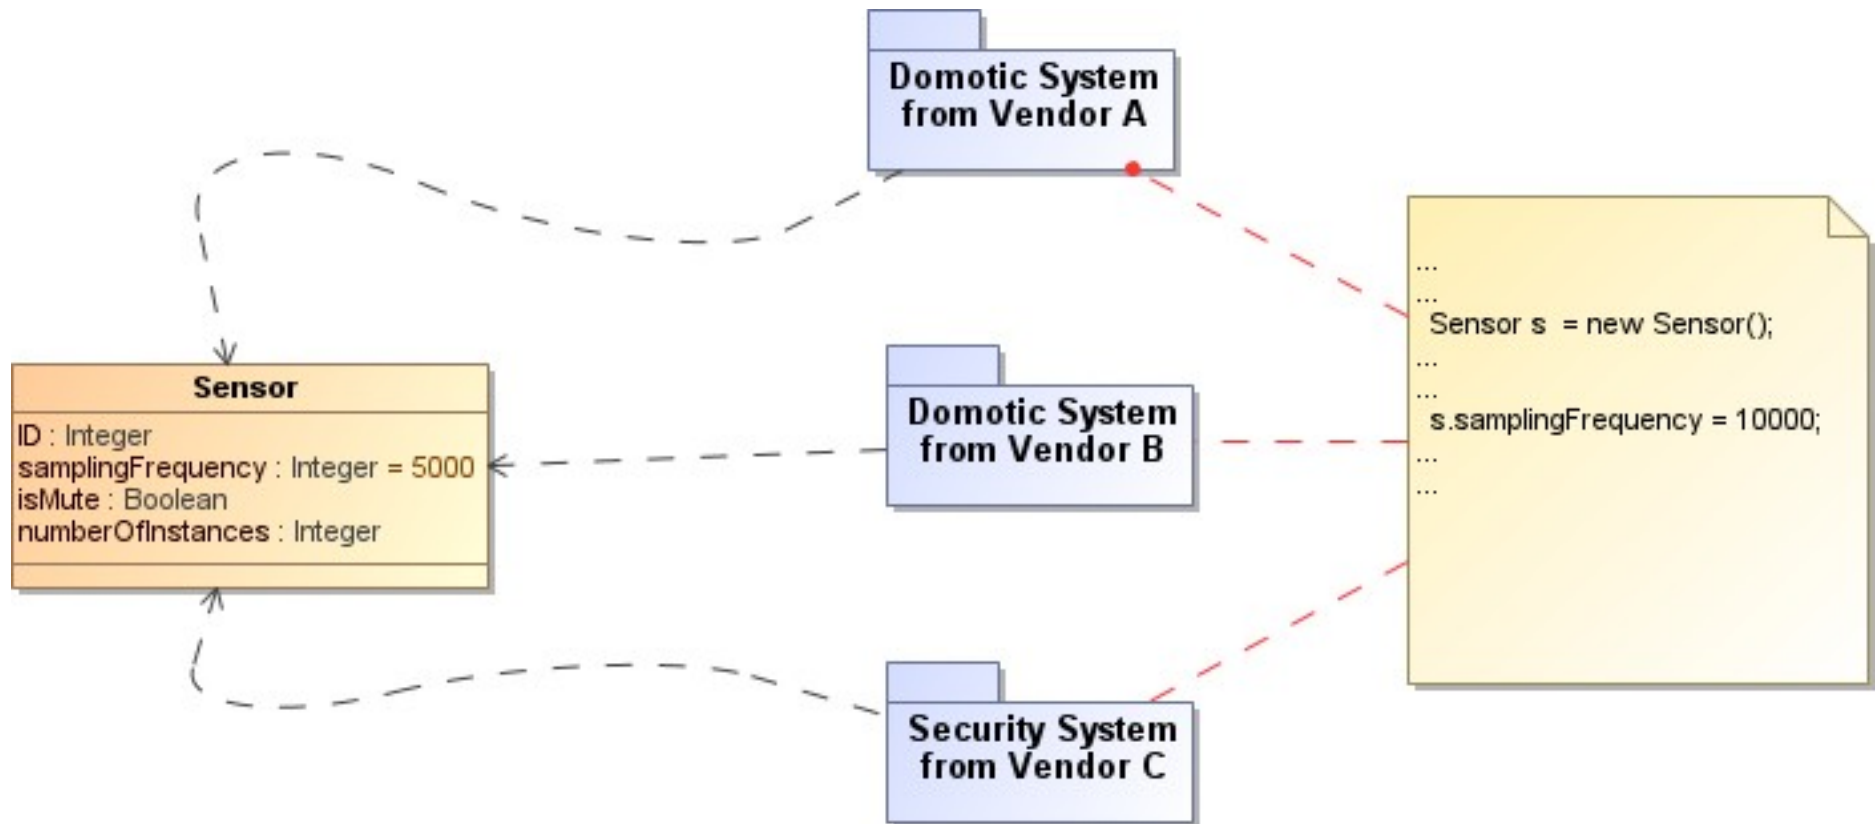 Domotic System
from Vendor A
...
...
Sensor s  = new Sensor();
...
...
s.samplingFrequency = 10000;
...
...
Sensor
ID : Integer
samplingFrequency : Integer = 5000
isMute : Boolean
numberOfInstances : Integer
Domotic System
from Vendor B
Security System
from Vendor C